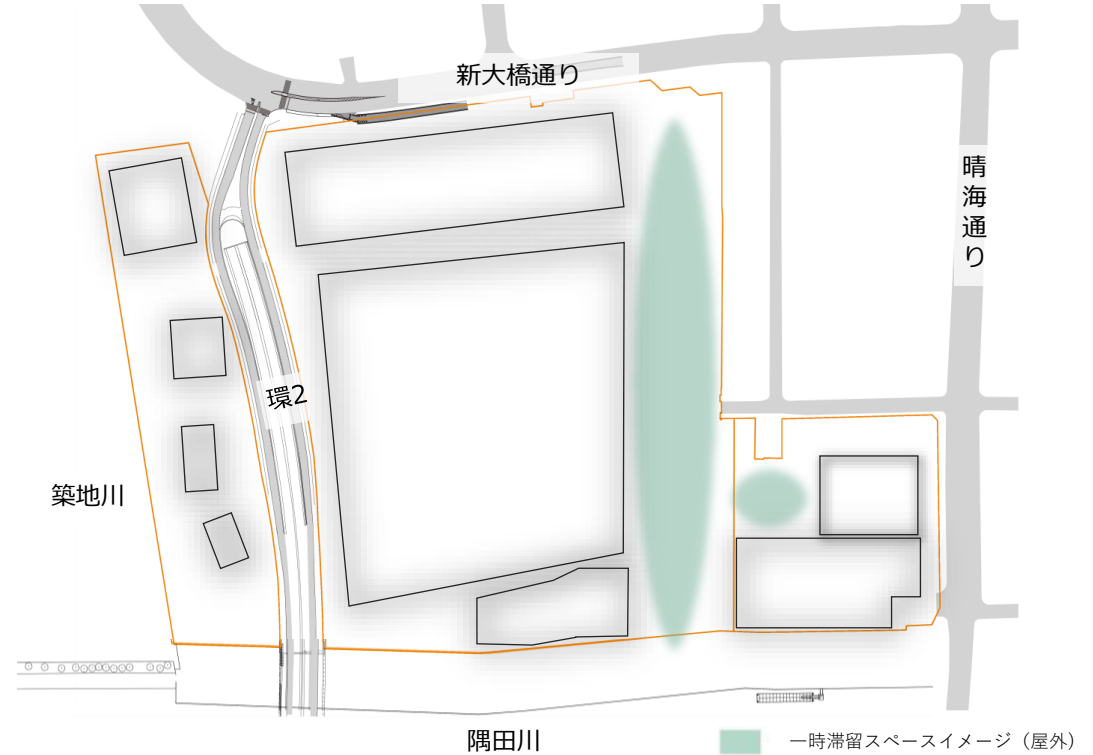 新大橋通り
晴海通り
環2
築地川
隅田川
一時滞留スペースイメージ（屋外）